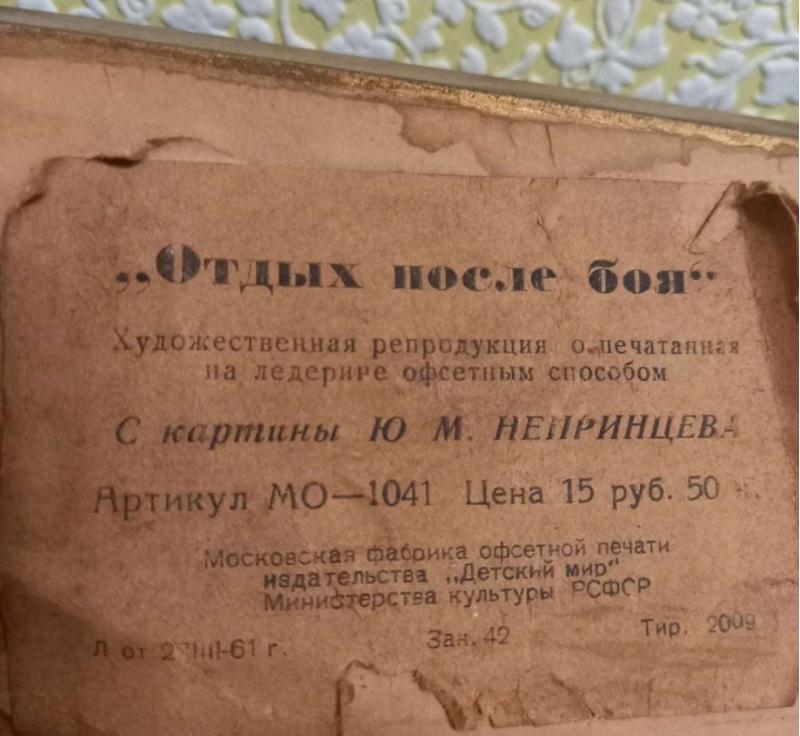 „Отдых после боя“
Художественная репродукция отпечатанная
на ледерине офсетным способом
С картины Ю М. НЕПРИНЦЕВА
Артикул МО—1041 Цена 15 руб. 50 к.
Московская фабрика офсетной печати
издательства „Детский мир“
Министерства культуры РСФСР
Л от г.
Зак. 42
Тир.